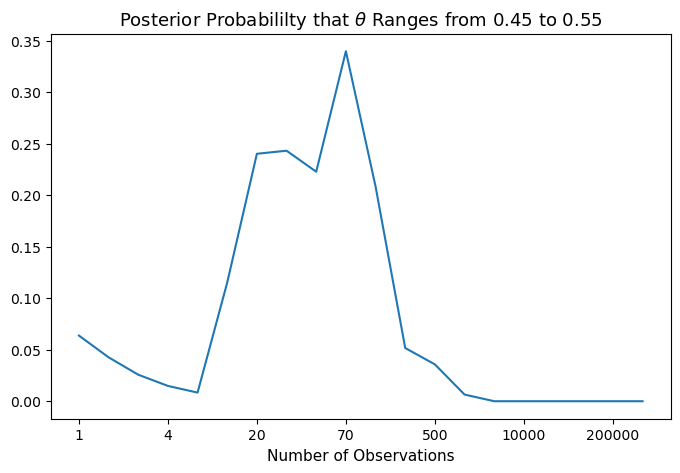 Posterior Probabililty that θ Ranges from 0.45 to 0.55
0.35
0.30
0.25
0.20
0.15
0.10
0.05
0.00
1 4 20 70 500 10000 200000
Number of Observations